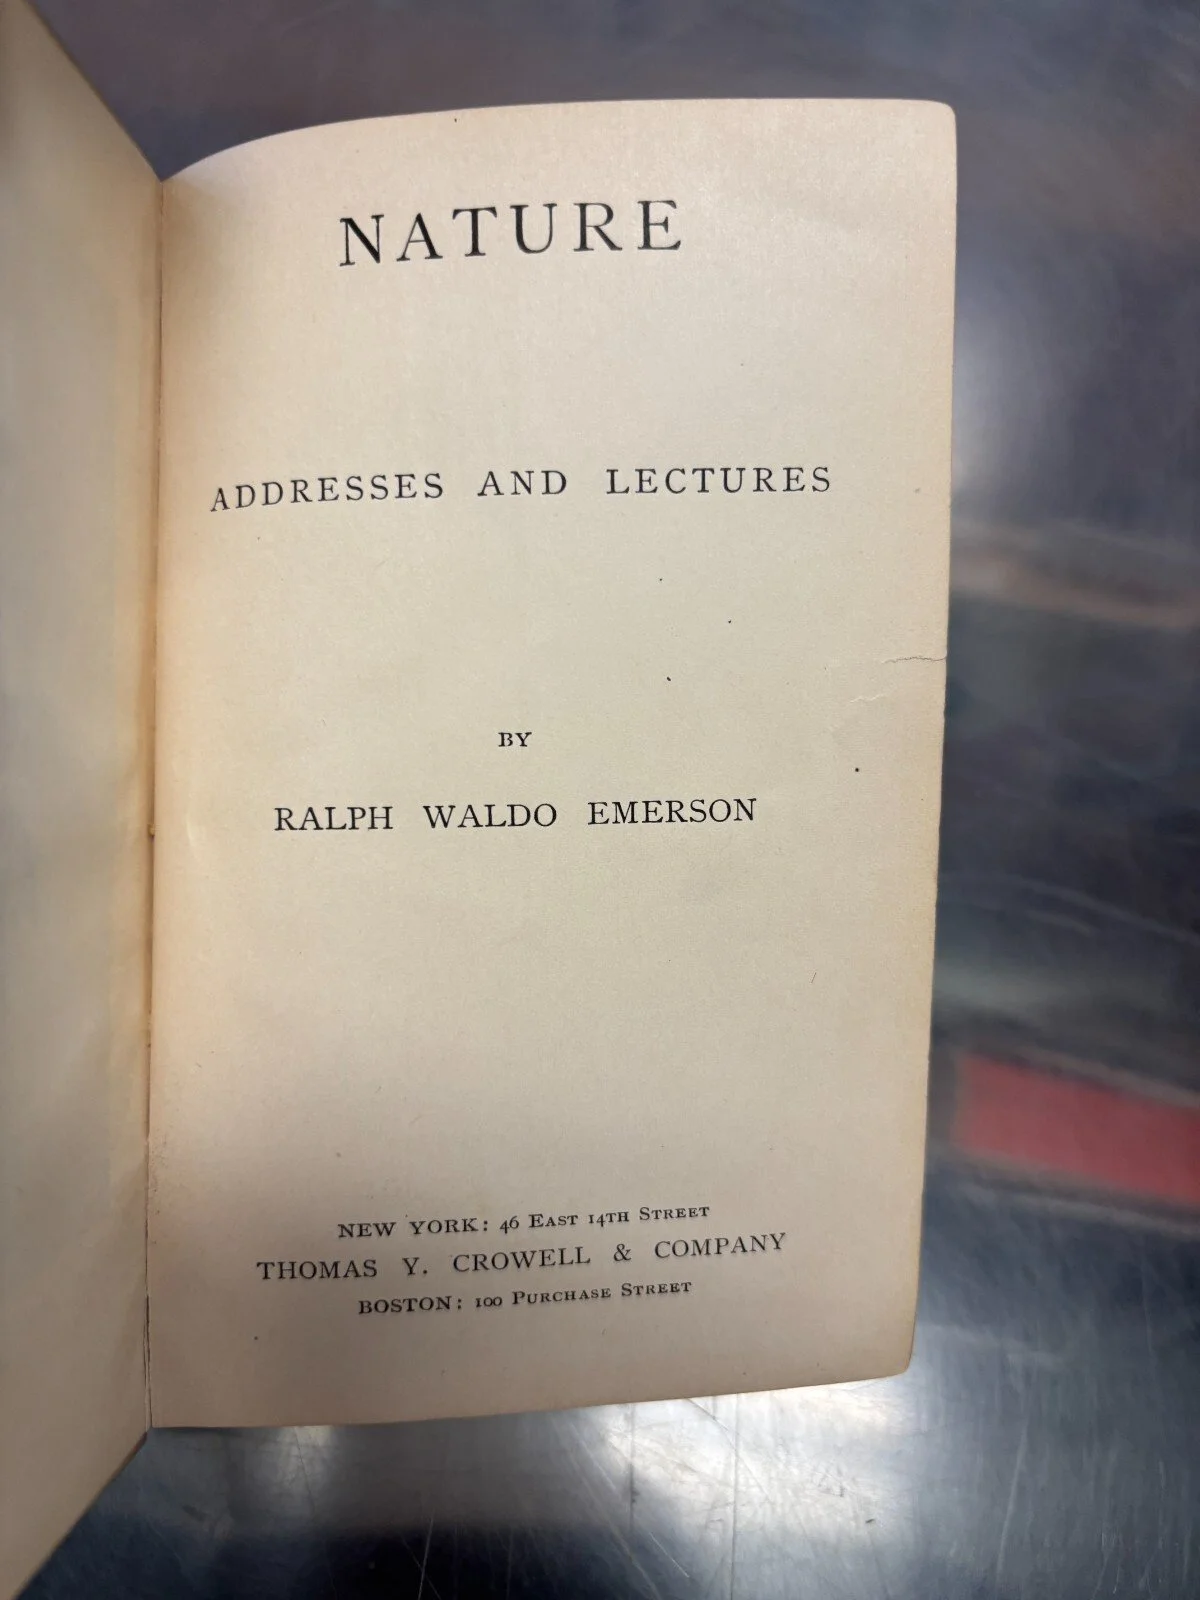 NATURE
ADDRESSES AND LECTURES
BY
RALPH WALDO EMERSON
NEW YORK: 46 EAST 14TH STREET
THOMAS Y. CROWELL & COMPANY
BOSTON: 100 PURCHASE STREET